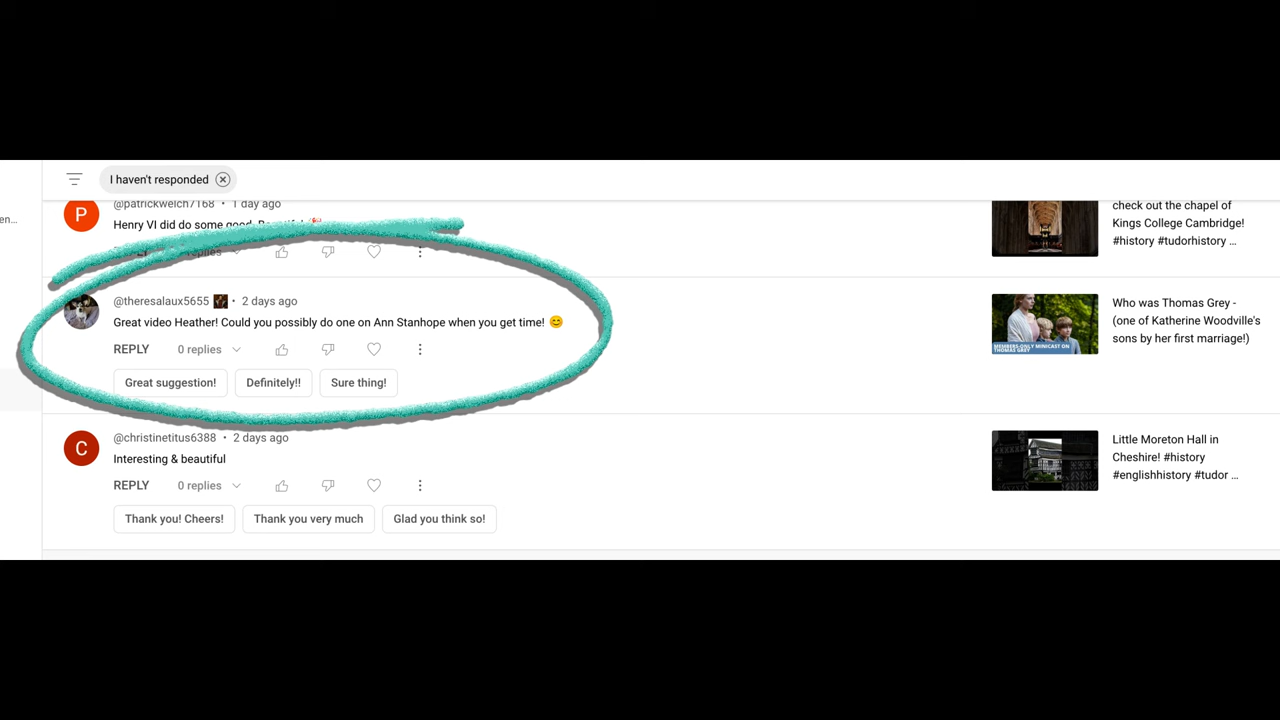 I haven't responded
en...
@patrickwelch7168 • 1 day ago
Henry VI did do some good. Beautiful
replies
check out the chapel of
Kings College Cambridge!
#history #tudorhistory ...
@theresalaux5655 • 2 days ago
Great video Heather! Could you possibly do one on Ann Stanhope when you get time! 😊
REPLY 0 replies
Great suggestion! Definitely!! Sure thing!
MEMBERS ONLY MINICAST ON
THOMAS GREY
Who was Thomas Grey -
(one of Katherine Woodville's
sons by her first marriage!)
C
@christinetitus6388 • 2 days ago
Interesting & beautiful
REPLY 0 replies
Thank you! Cheers! Thank you very much Glad you think so!
Little Moreton Hall in
Cheshire! #history
#englishhistory #tudor ...
P